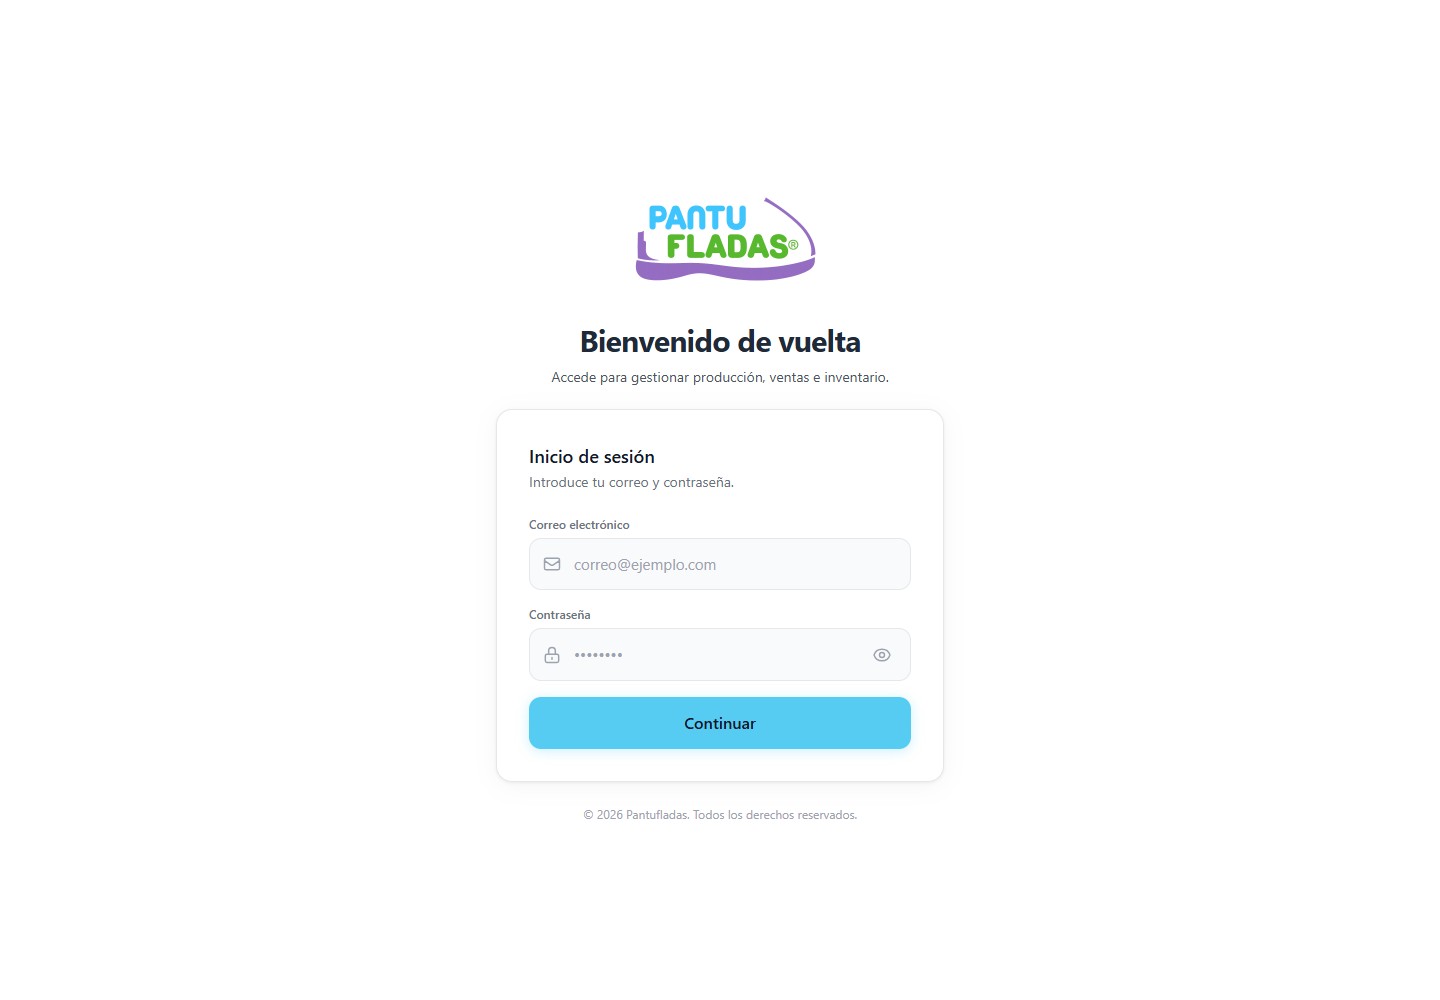 PANTU
FLADAS®
Bienvenido de vuelta
Accede para gestionar producción, ventas e inventario.
Inicio de sesión
Introduce tu correo y contraseña.
Correo electrónico
correo@ejemplo.com
Contraseña
••••••••
Continuar
© 2026 Pantufladas. Todos los derechos reservados.